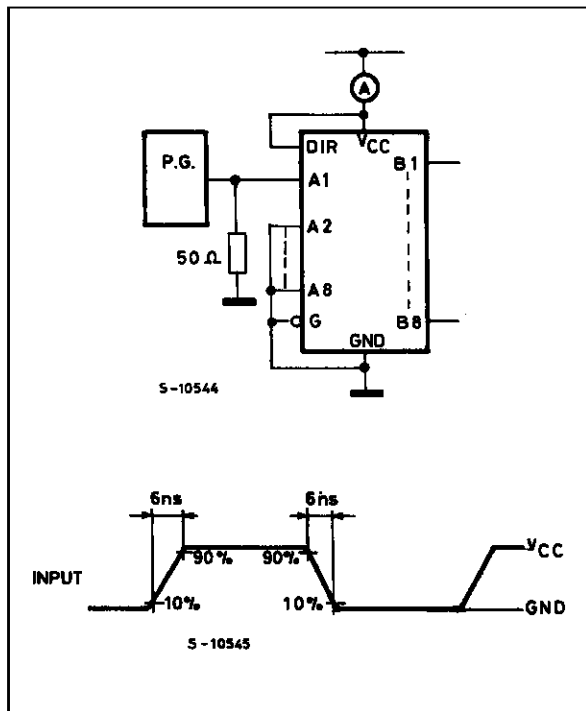 A
DIR
VCC
B1
P.G.
A1
A2
50 Ω
A8
G
B8
GND
S-10544
6ns
6ns
90%
90%
VCC
INPUT
10%
10%
GND
S-10545